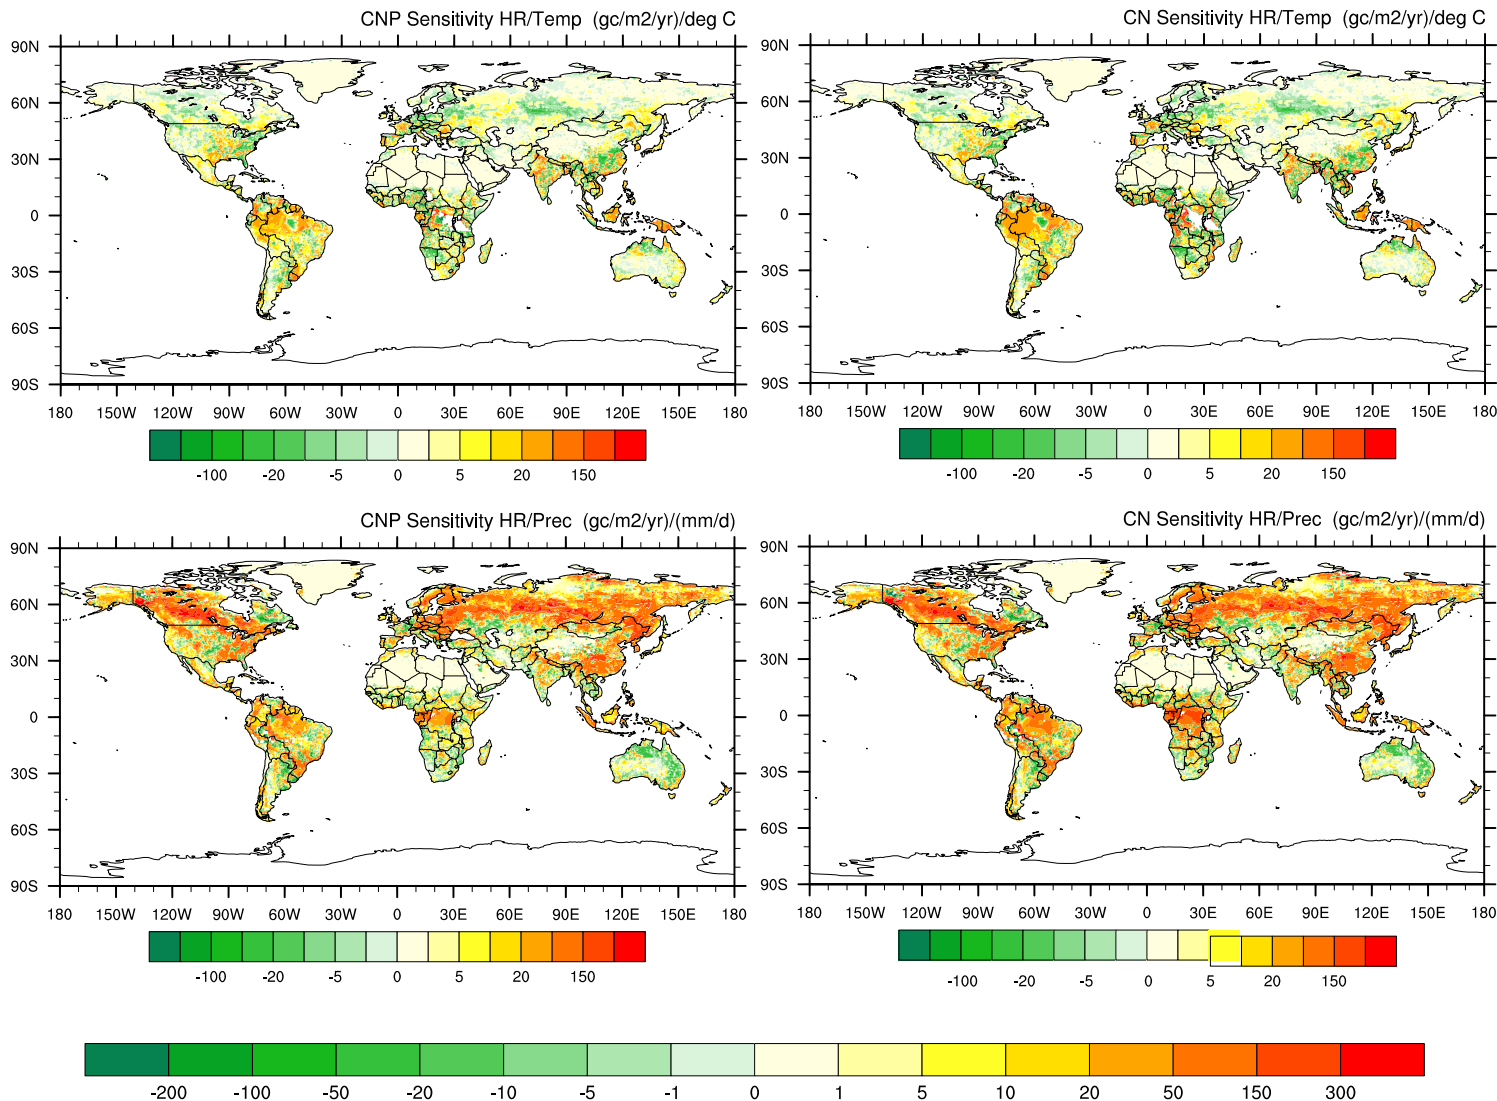 CNP Sensitivity HR/Temp (gc/m2/yr)/deg C
90N
60N
30N
0
30S
60S
90S
180 150W 120W 90W 60W 30W 0 30E 60E 90E 120E 150E 180
-100 -20 -5 0 5 20 150
CN Sensitivity HR/Temp (gc/m2/yr)/deg C
90N
60N
30N
0
30S
60S
90S
180 150W 120W 90W 60W 30W 0 30E 60E 90E 120E 150E 180
-100 -20 -5 0 5 20 150
CNP Sensitivity HR/Prec (gc/m2/yr)/(mm/d)
90N
60N
30N
0
30S
60S
90S
180 150W 120W 90W 60W 30W 0 30E 60E 90E 120E 150E 180
-100 -20 -5 0 5 20 150
CN Sensitivity HR/Prec (gc/m2/yr)/(mm/d)
90N
60N
30N
0
30S
60S
90S
180 150W 120W 90W 60W 30W 0 30E 60E 90E 120E 150E 180
-100 -20 -5 0 5 20 150
-200 -100 -50 -20 -10 -5 -1 0 1 5 10 20 50 150 300